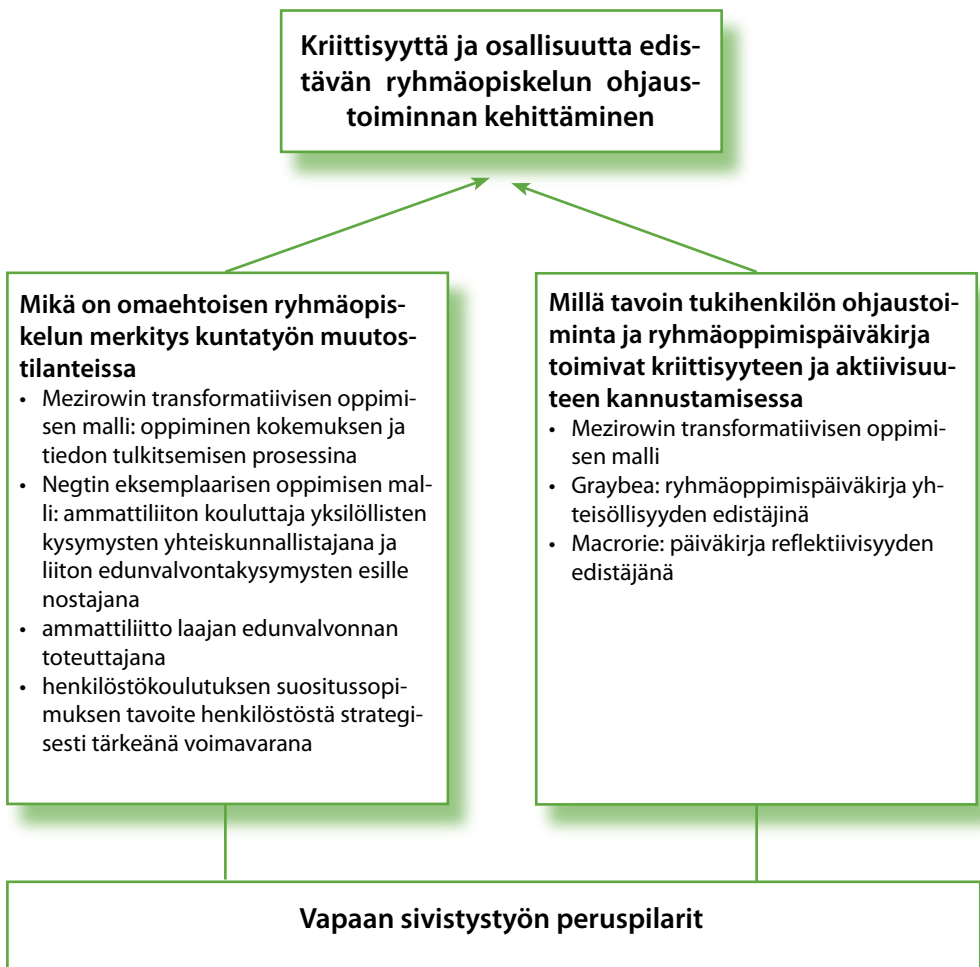 Kriittisyyttä ja osallisuutta edis-
tävän ryhmäopiskelun ohjaus-
toiminnan kehittäminen
Mikä on omaehtoisen ryhmäopis-
kelun merkitys kuntatyön muutos-
tilanteissa
• Mezirowin transformatiivisen oppimi-
sen malli: oppiminen kokemuksen ja
tiedon tulkitsemisen prosessina
• Negtin eksemplaarisen oppimisen mal-
li: ammattiliiton kouluttaja yksilöllisten
kysymysten yhteiskunnallistajana ja
liiton edunvalvontakysymysten esille
nostajana
• ammattiliitto laajan edunvalvonnan
toteuttajana
• henkilöstökoulutuksen suositussopi-
muksen tavoite henkilöstöstä strategi-
sesti tärkeänä voimavarana
Millä tavoin tukihenkilön ohjaustoi-
minta ja ryhmäoppimispäiväkirja
toimivat kriittisyyteen ja aktiivisuu-
teen kannustamisessa
• Mezirowin transformatiivisen oppimi-
sen malli
• Graybea: ryhmäoppimispäiväkirja yh-
teisöllisyyden edistäjinä
• Macrorie: päiväkirja reflektiivisyyden
edistäjänä
Vapaan sivistystyön peruspilarit